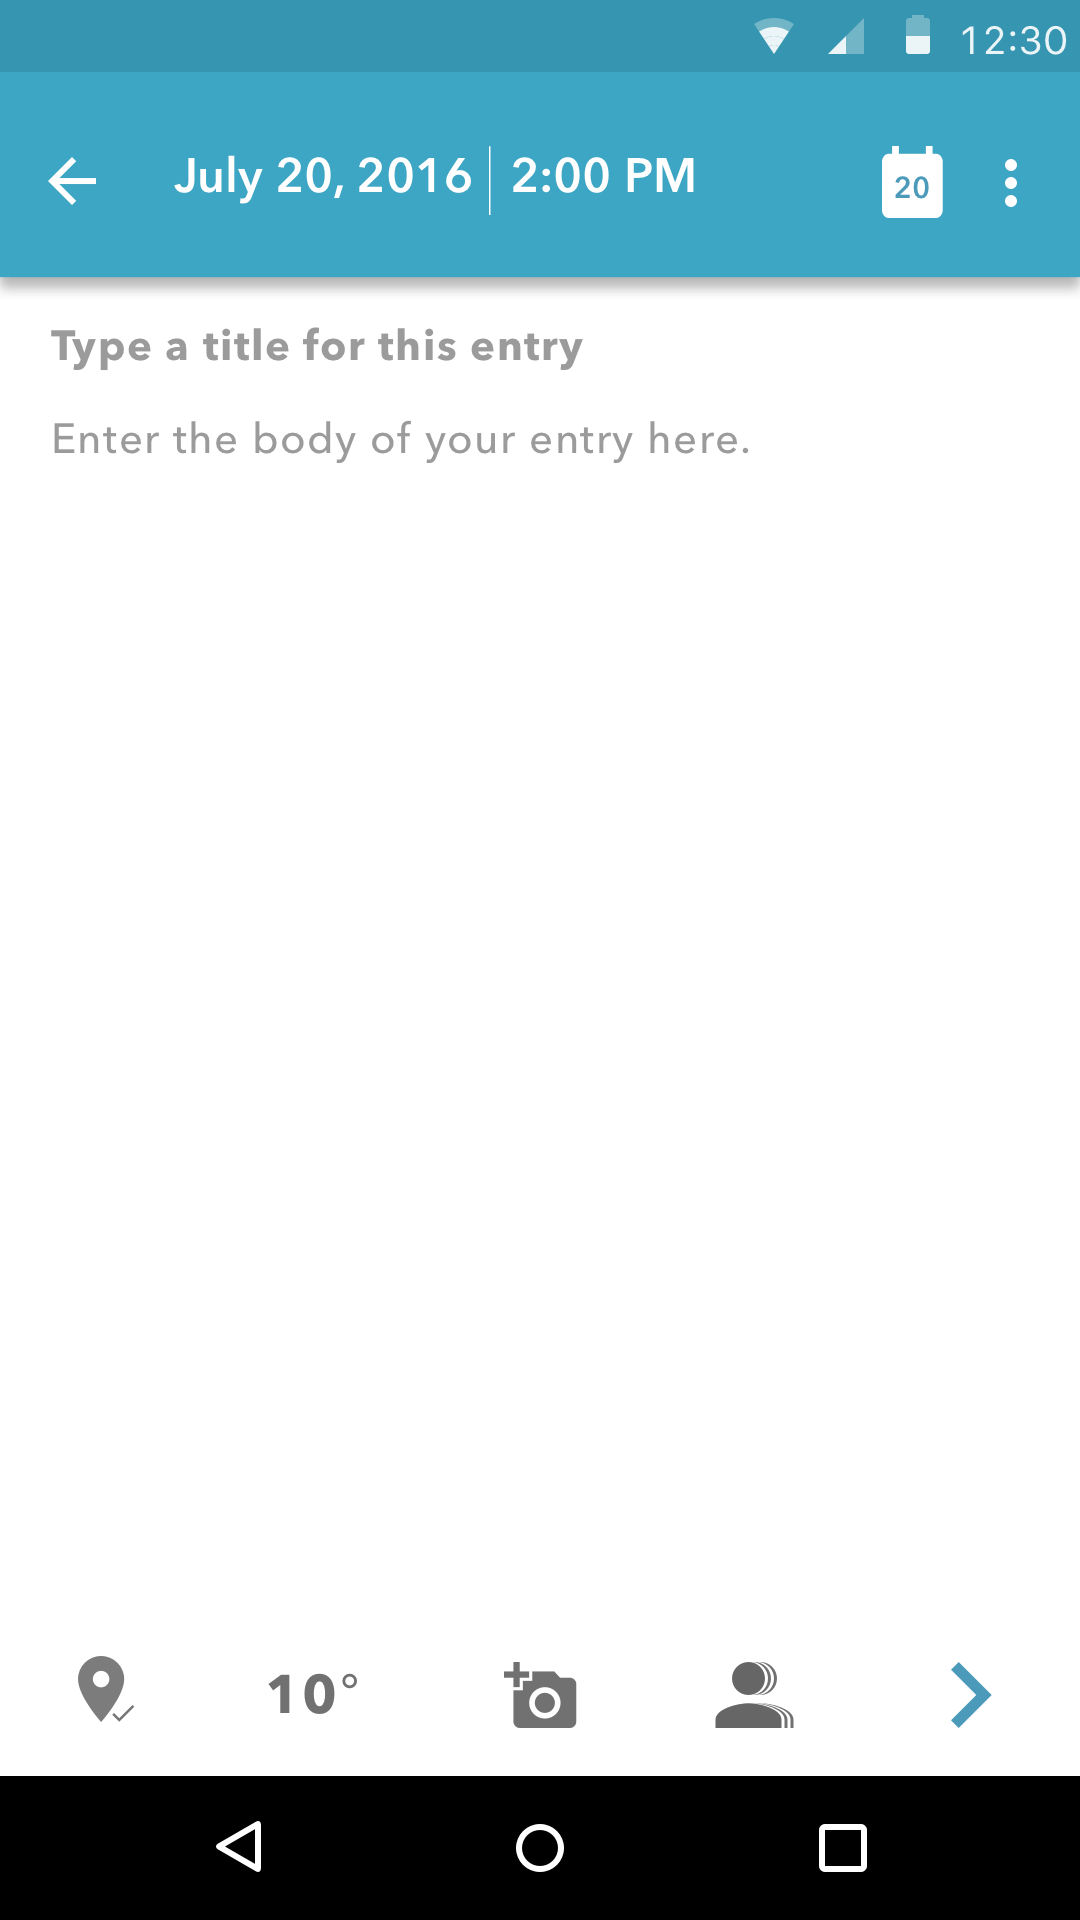 12:30
July 20, 2016 2:00 PM
20
Type a title for this entry
Enter the body of your entry here.
10°